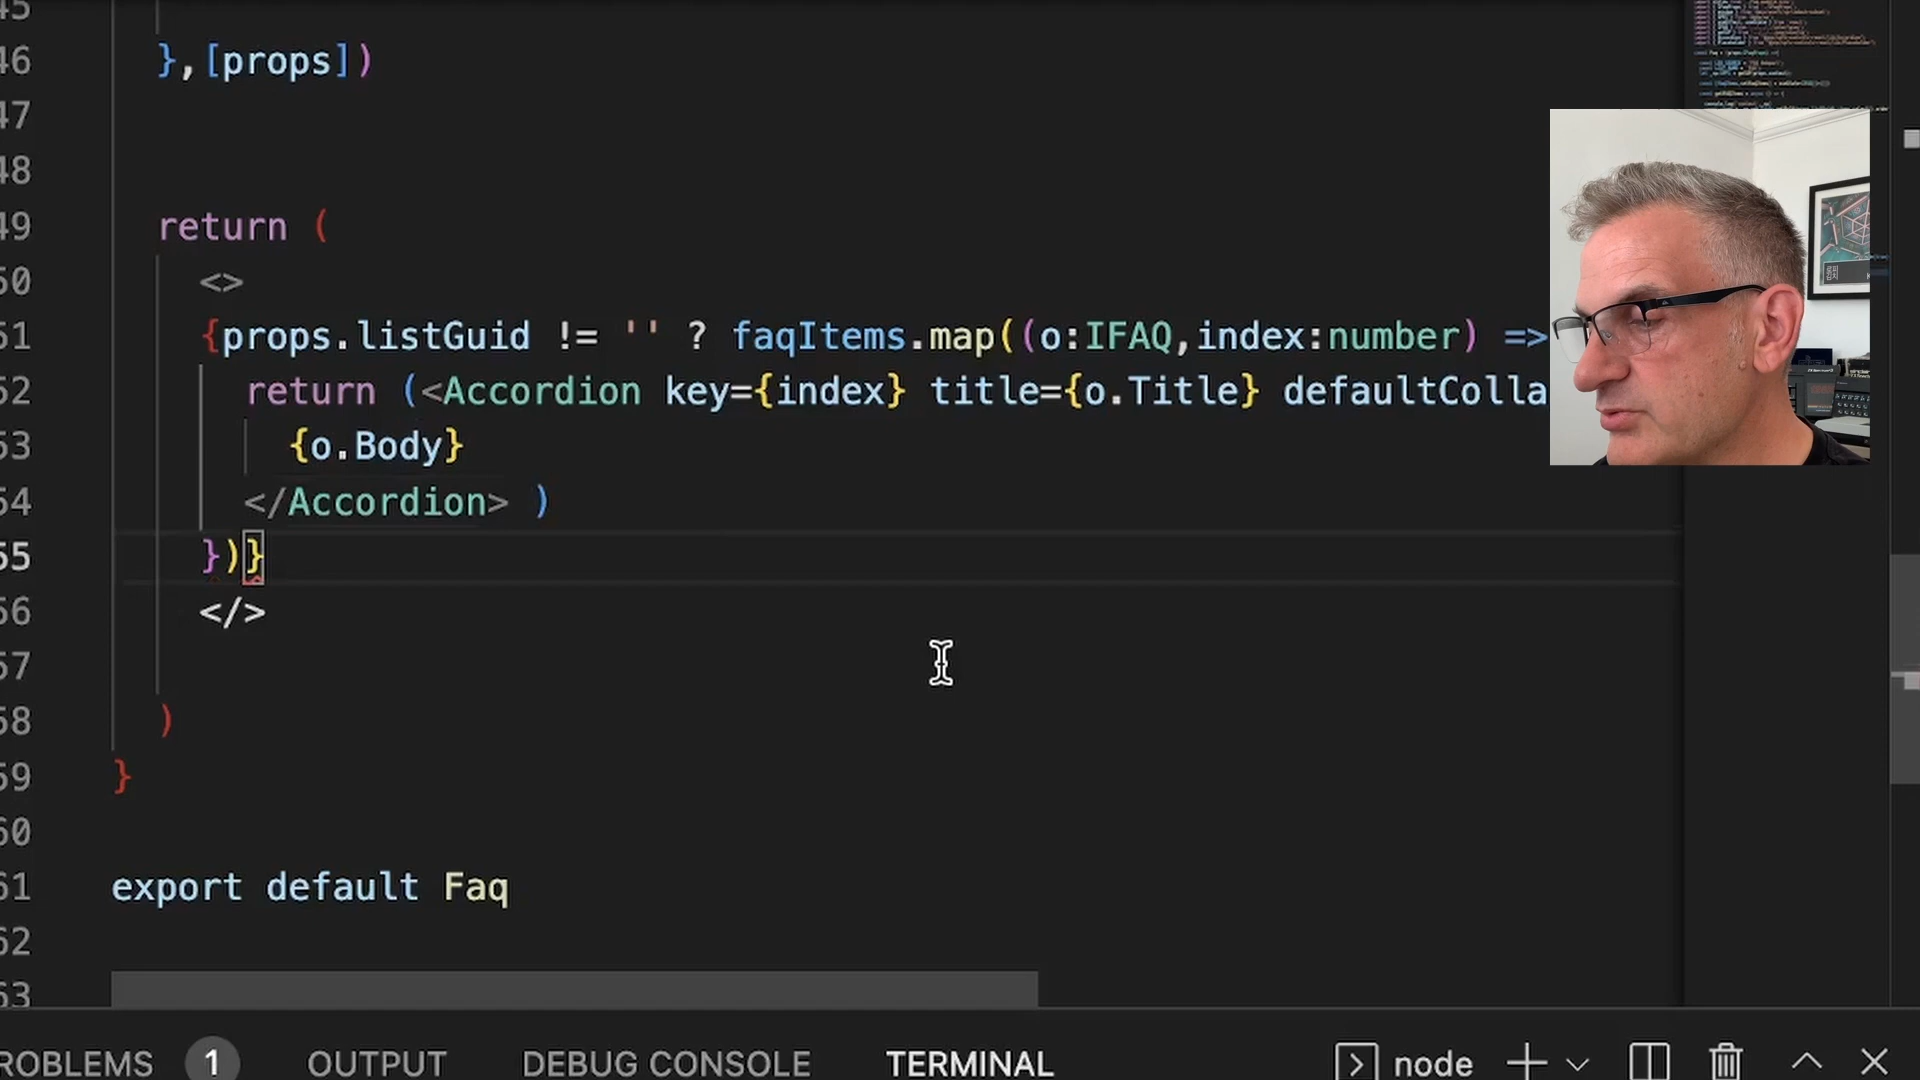 45
46 },[props])
47
48
49 return (
50 <>
51 {props.listGuid != '' ? faqItems.map((o:IFAQ,index:number) =>
52 return (<Accordion key={index} title={o.Title} defaultColla
53 {o.Body}
54 </Accordion> )
55 })}
56 </>
57
58 )
59 }
60
61 export default Faq
62
63
ROBLEMS 1 OUTPUT DEBUG CONSOLE TERMINAL node